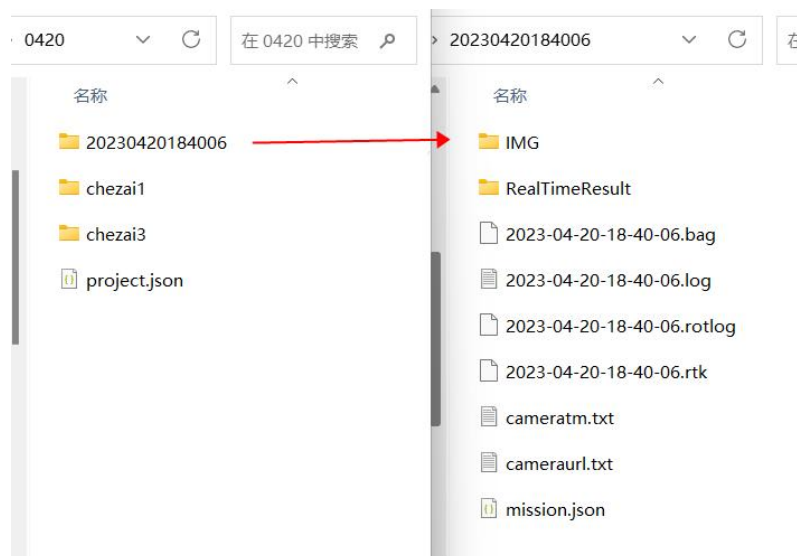 0420
在 0420 中搜索
名称
20230420184006
chezai1
chezai3
project.json
20230420184006
在
名称
IMG
RealTimeResult
2023-04-20-18-40-06.bag
2023-04-20-18-40-06.log
2023-04-20-18-40-06.rotlog
2023-04-20-18-40-06.rtk
cameratm.txt
cameraurl.txt
mission.json